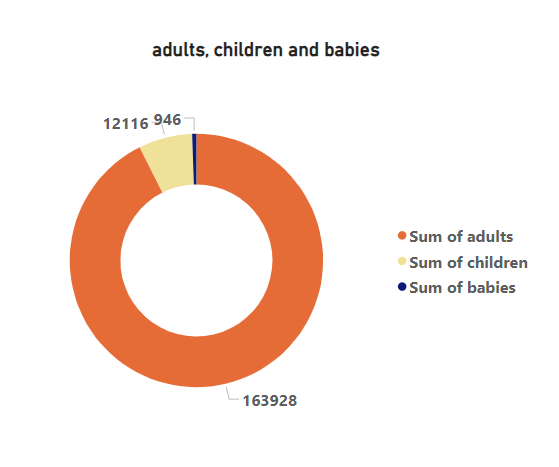 adults, children and babies
12116
946
Sum of adults
Sum of children
Sum of babies
163928